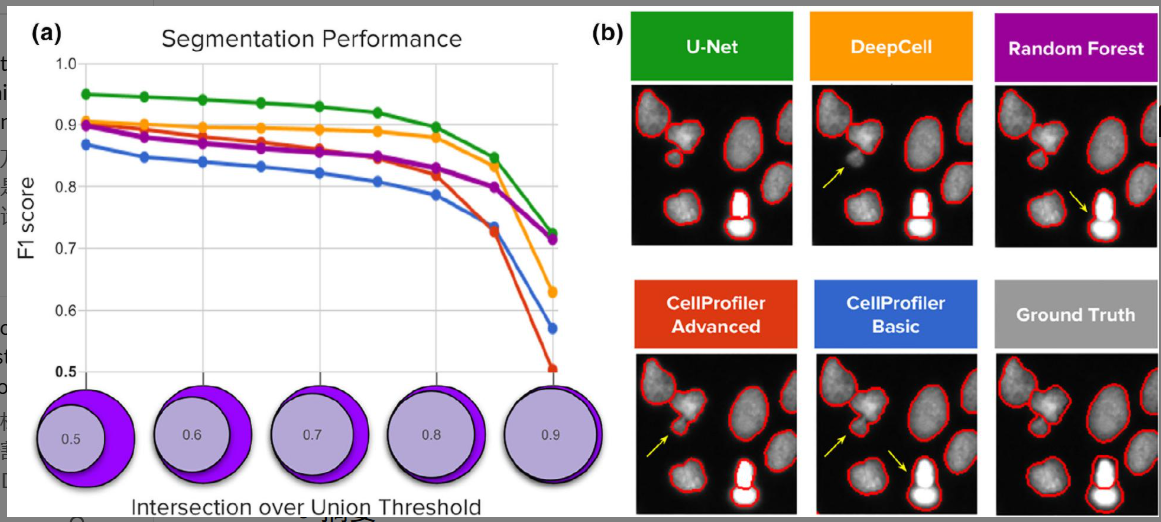 (a)
Segmentation Performance
1.0
0.9
0.8
0.7
0.6
0.5
F1 score
0.5
0.6
0.7
0.8
0.9
Intersection over Union Threshold
(b)
U-Net
DeepCell
Random Forest
CellProfiler
Advanced
CellProfiler
Basic
Ground Truth